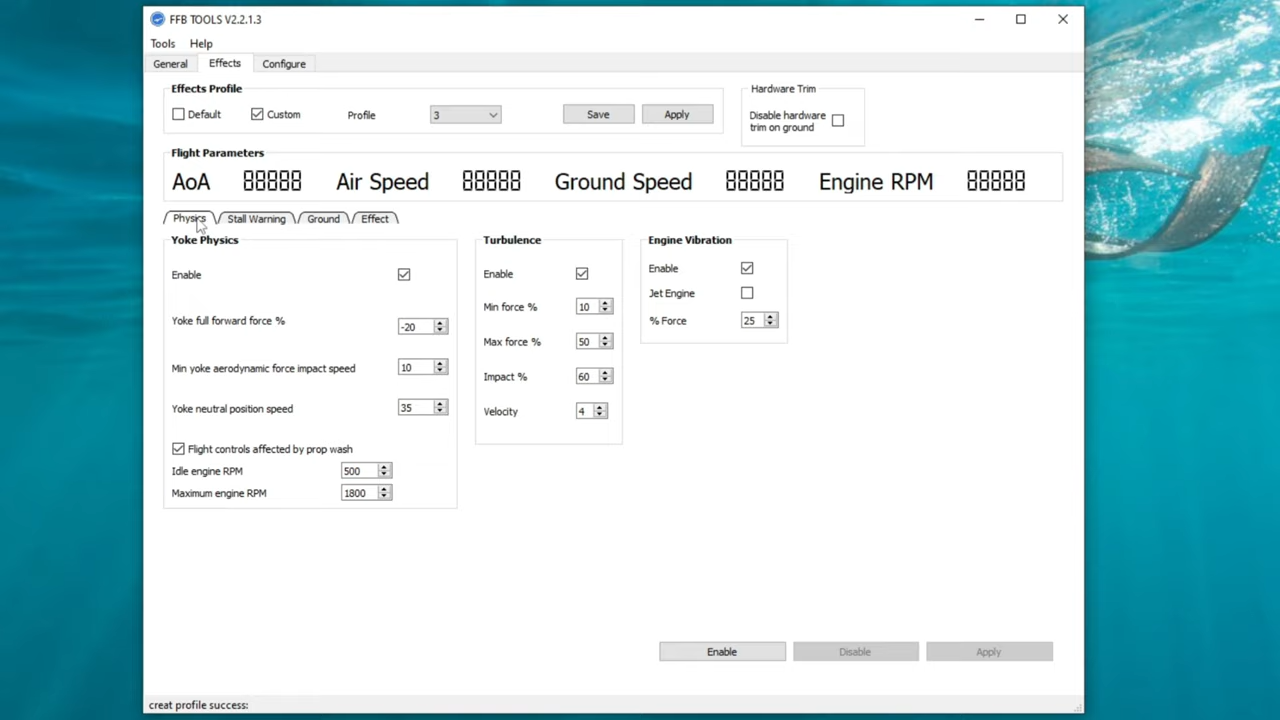 FFB TOOLS V2.2.1.3
Tools Help
General Effects Configure
Effects Profile
Default Custom Profile 3 Save Apply
Hardware Trim
Disable hardware
trim on ground
Flight Parameters
AoA 88888 Air Speed 88888 Ground Speed 88888 Engine RPM 88888
Physics Stall Warning Ground Effect
Yoke Physics
Enable
Yoke full forward force % -20
Min yoke aerodynamic force impact speed 10
Yoke neutral position speed 35
Flight controls affected by prop wash
Idle engine RPM 500
Maximum engine RPM 1800
Turbulence
Enable
Min force % 10
Max force % 50
Impact % 60
Velocity 4
Engine Vibration
Enable
Jet Engine
% Force 25
Enable Disable Apply
creat profile success: